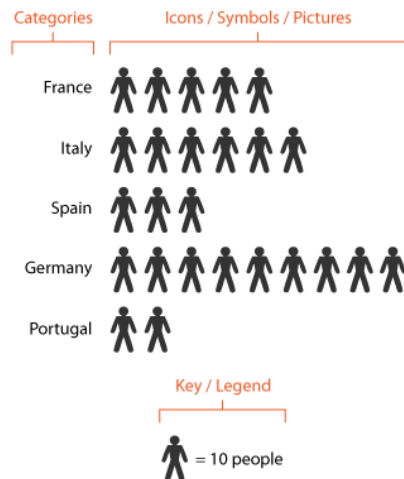 Categories
Icons / Symbols / Pictures
France
Italy
Spain
Germany
Portugal
Key / Legend
= 10 people